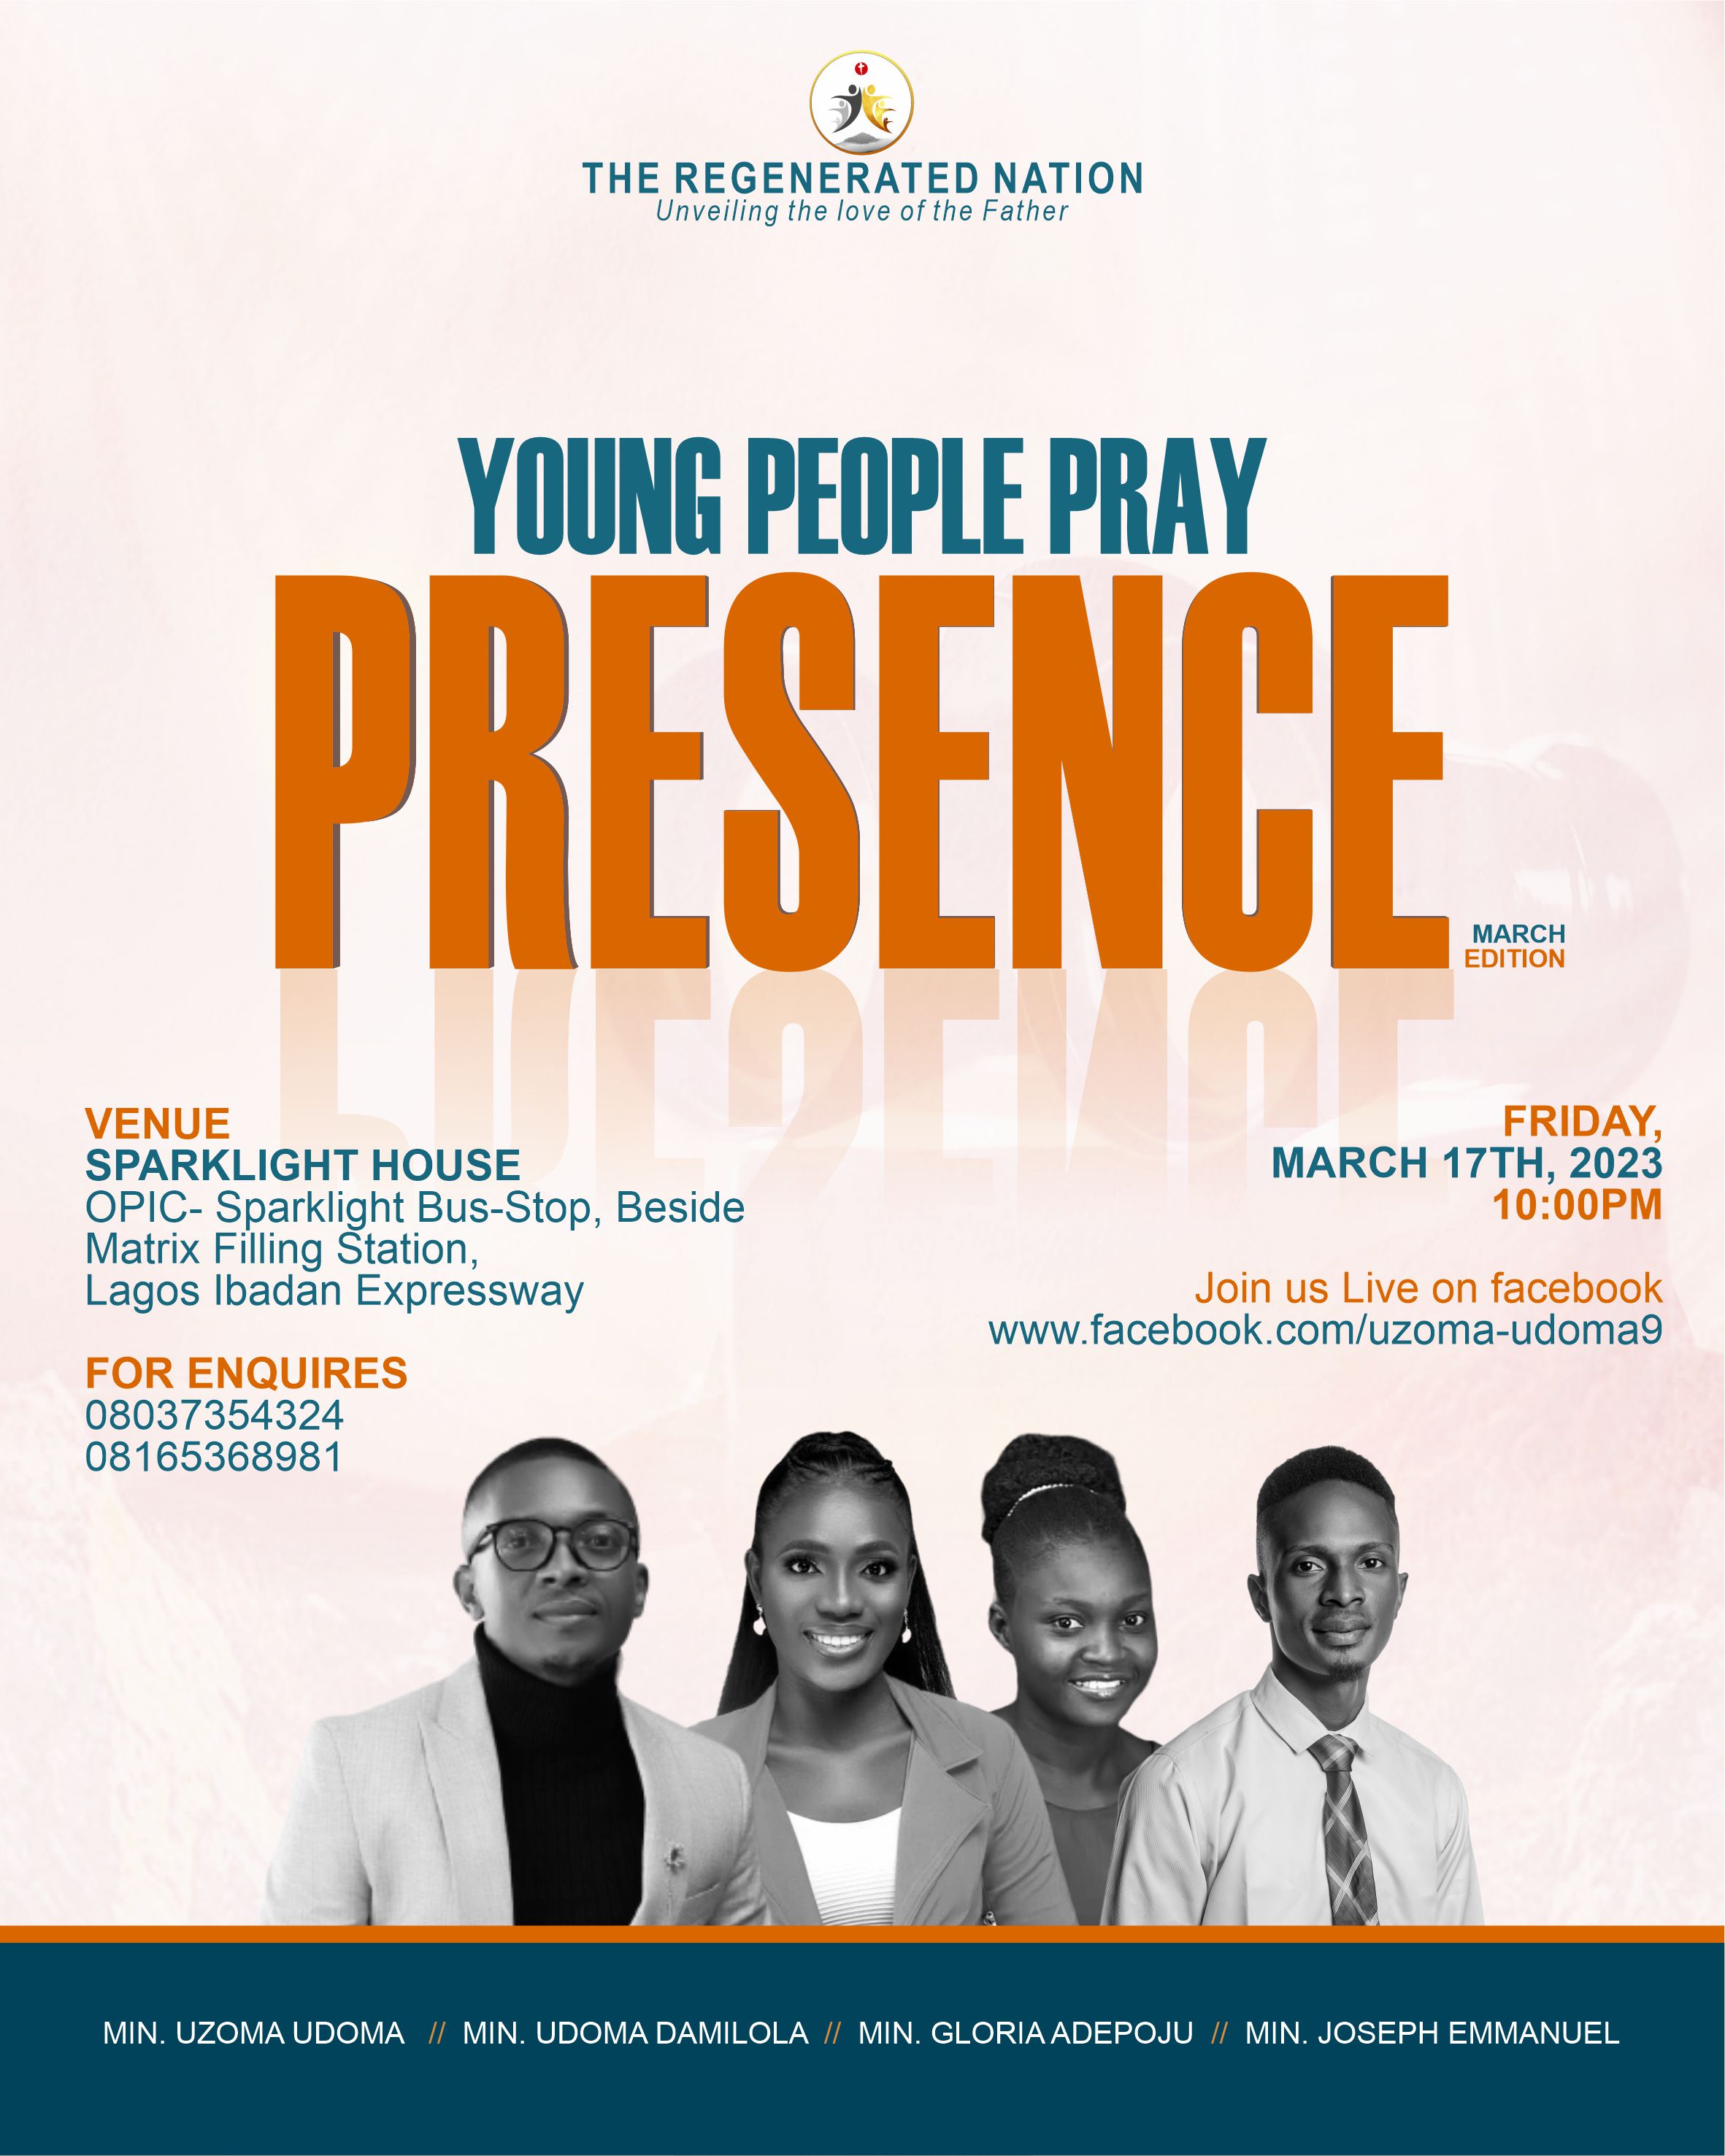 THE REGENERATED NATION
Unveiling the love of the Father
YOUNG PEOPLE PRAY
PRESENCE
MARCH
EDITION
VENUE
SPARKLIGHT HOUSE
OPIC- Sparklight Bus-Stop, Beside
Matrix Filling Station,
Lagos Ibadan Expressway
FOR ENQUIRES
08037354324
08165368981
FRIDAY,
MARCH 17TH, 2023
10:00PM
Join us Live on facebook
www.facebook.com/uzoma-udoma9
MIN. UZOMA UDOMA // MIN. UDOMA DAMILOLA // MIN. GLORIA ADEPOJU // MIN. JOSEPH EMMANUEL